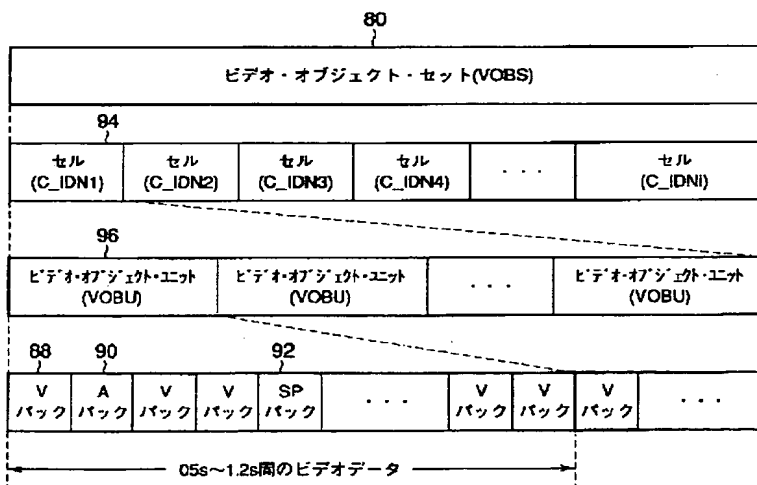 80
ビデオ・オブジェクト・セット(VOBS)
94
セル セル セル セル . . . セル
(C_IDN1) (C_IDN2) (C_IDN3) (C_IDN4) (C_IDNi)
96
ビデオ・オブジェクト・ユニット ビデオ・オブジェクト・ユニット . . . ビデオ・オブジェクト・ユニット
(VOBU) (VOBU) (VOBU)
88 90 92
V A V V SP . . . V V V . . .
パック パック パック パック パック パック パック パック
05s～1.2s間のビデオデータ